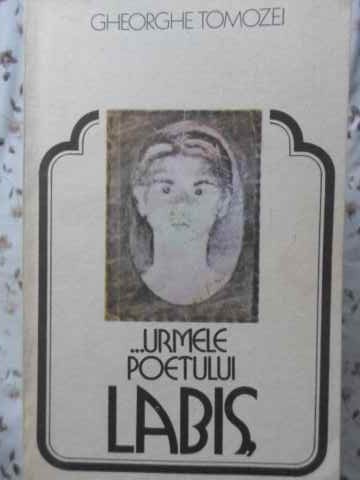 GHEORGHE TOMOZEI
...URMELE
POETULUI
LABIȘ